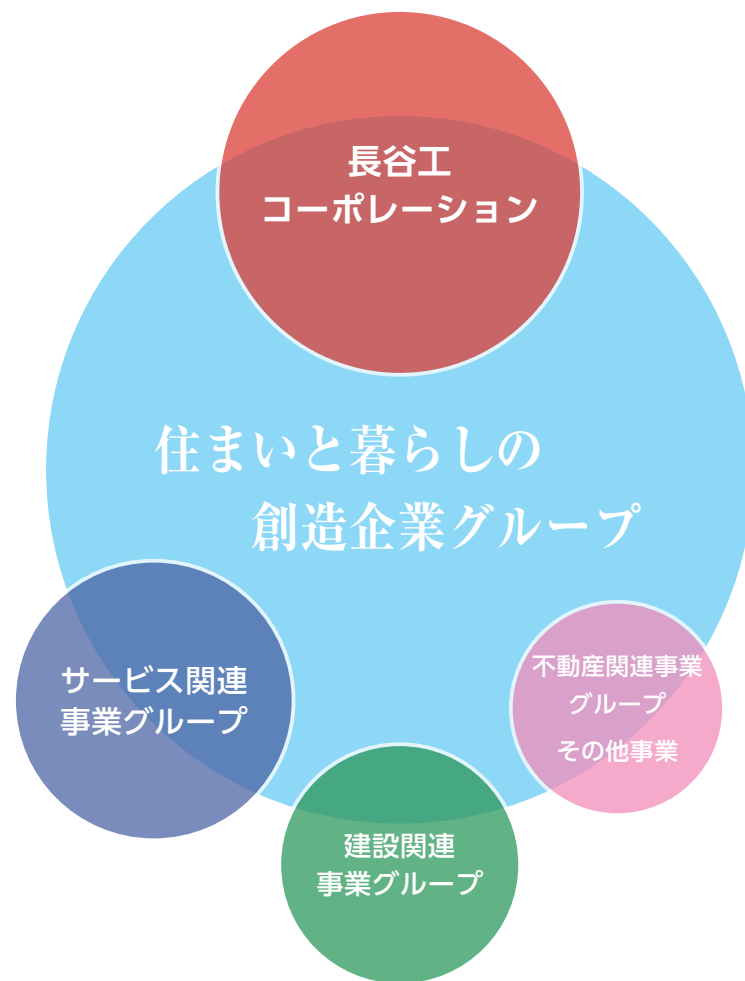 長谷工
コーポレーション
住まいと暮らしの
創造企業グループ
サービス関連
事業グループ
不動産関連事業
グループ
その他事業
建設関連
事業グループ